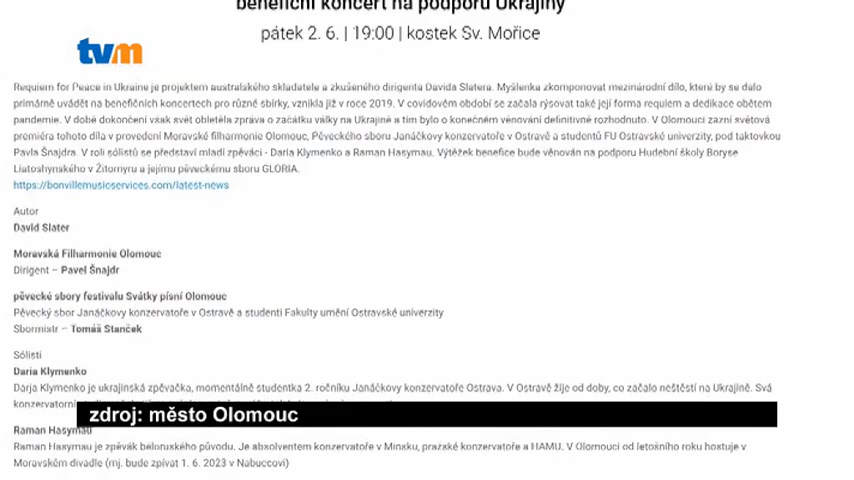 benefiční koncert na podporu Ukrajiny
pátek 2. 6. | 19:00 | kostek Sv. Mořice
tvm
Requiem for Peace in Ukraine je projektem australského skladatele a zkušeného dirigenta Davida Slatera. Myšlenka zkomponovat mezinárodní dílo, které by se dalo
primárně uvádět na benefičních koncertech pro různé sbírky, vznikla již v roce 2019. V covidovém období se začala rýsovat také její forma requiem a dedikace obětem
pandemie. V době dokončení však svět obletěla zpráva o začátku války na Ukrajině a tím bylo o konečném věnování definitivně rozhodnuto. V Olomouci zazní světová
premiéra tohoto díla v provedení Moravské filharmonie Olomouc, Pěveckého sboru Janáčkovy konzervatoře v Ostravě a studentů FU Ostravské univerzity, pod taktovkou
Pavla Šnajdra. V roli sólistů se představí mladí zpěváci - Daria Klymenko a Raman Hasymau. Výtěžek benefice bude věnován na podporu Hudební školy Boryse
Liatoshynského v Žitomyru a jejímu pěveckému sboru GLORIA.
https://bonvillemusicservices.com/latest-news
Autor
David Slater
Moravská Filharmonie Olomouc
Dirigent – Pavel Šnajdr
pěvecké sbory festivalu Svátky písní Olomouc
Pěvecký sbor Janáčkovy konzervatoře v Ostravě a studenti Fakulty umění Ostravské univerzity
Sbormistr – Tomáš Stanček
Sólisti
Daria Klymenko
Darja Klymenko je ukrajinská zpěvačka, momentálně studentka 2. ročníku Janáčkovy konzervatoře Ostrava. V Ostravě žije od doby, co začalo neštěstí na Ukrajině. Svá
zdroj: město Olomouc
Raman Hasymau
Raman Hasymau je zpěvák běloruského původu. Je absolventem konzervatoře v Minsku, pražské konzervatoře a HAMU. V Olomouci od letošního roku hostuje v
Moravském divadle (mj. bude zpívat 1. 6. 2023 v Nabuccovi)